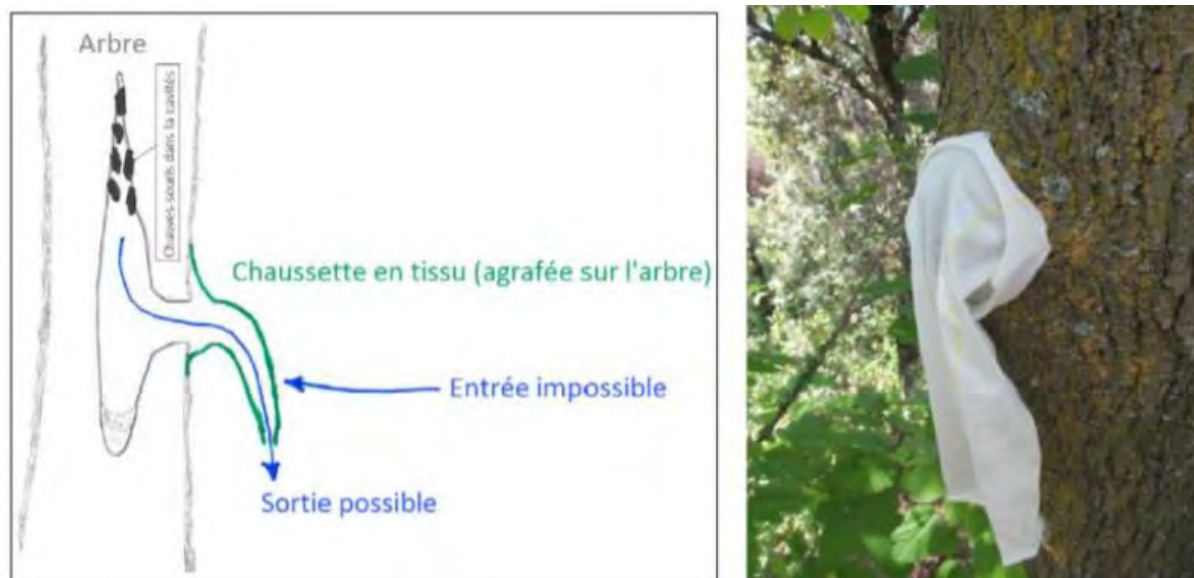 Arbre
Chauves-souris dans la cavités
Chaussette en tissu (agrafée sur l'arbre)
Entrée impossible
Sortie possible